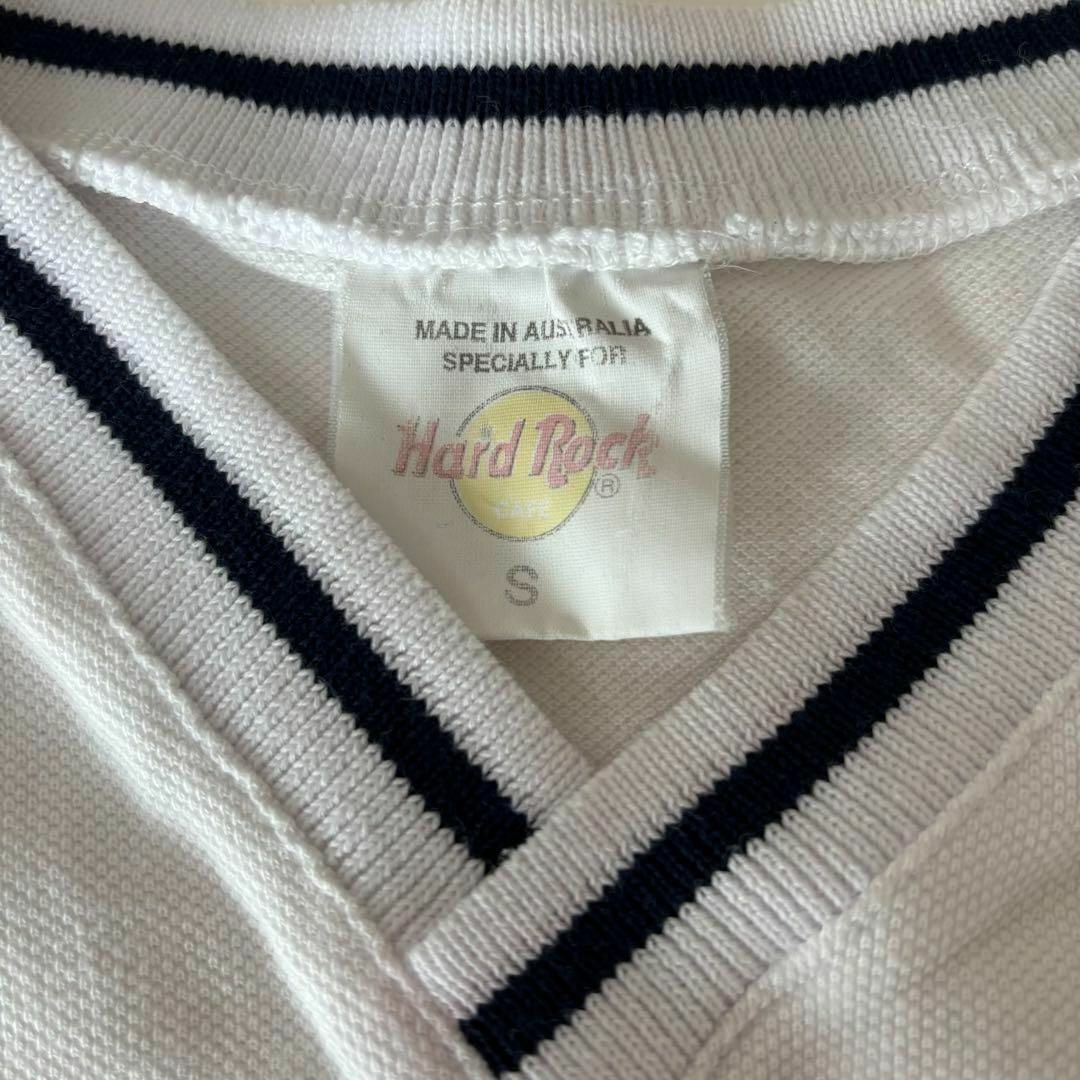 MADE IN AUSTRALIA
SPECIALLY FOR
Hard Rock
CAFE ®
S